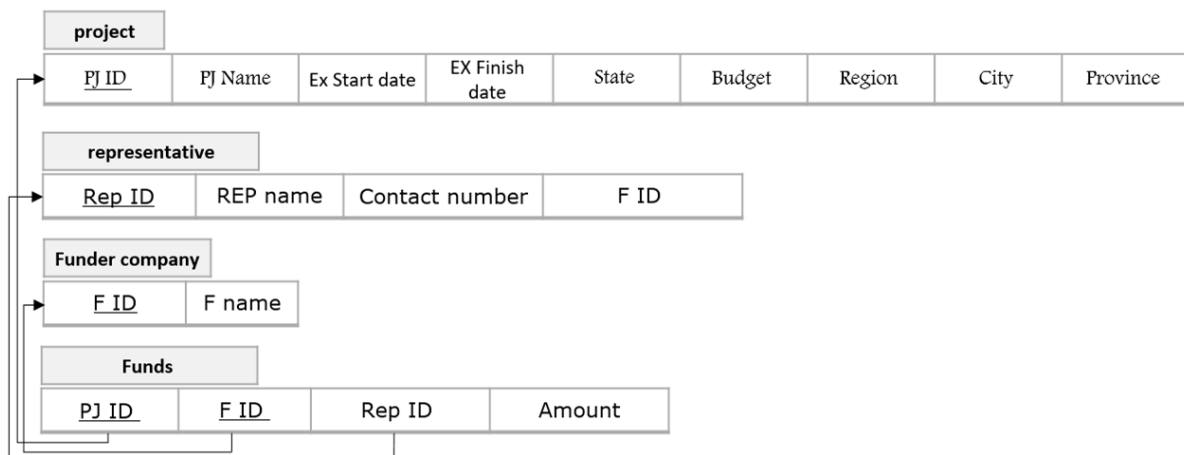 project
PJ ID PJ Name Ex Start date EX Finish date State Budget Region City Province
representative
Rep ID REP name Contact number F ID
Funder company
F ID F name
Funds
PJ ID F ID Rep ID Amount